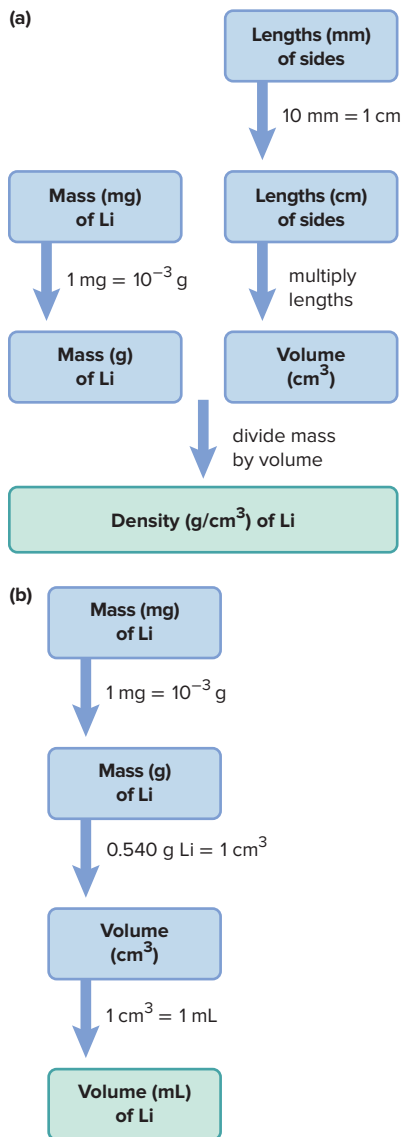 (a)
Lengths (mm)
of sides
10 mm = 1 cm
Mass (mg)
of Li
Lengths (cm)
of sides
1 mg = 10⁻³ g
multiply
lengths
Mass (g)
of Li
Volume
(cm³)
divide mass
by volume
Density (g/cm³) of Li
(b)
Mass (mg)
of Li
1 mg = 10⁻³ g
Mass (g)
of Li
0.540 g Li = 1 cm³
Volume
(cm³)
1 cm³ = 1 mL
Volume (mL)
of Li